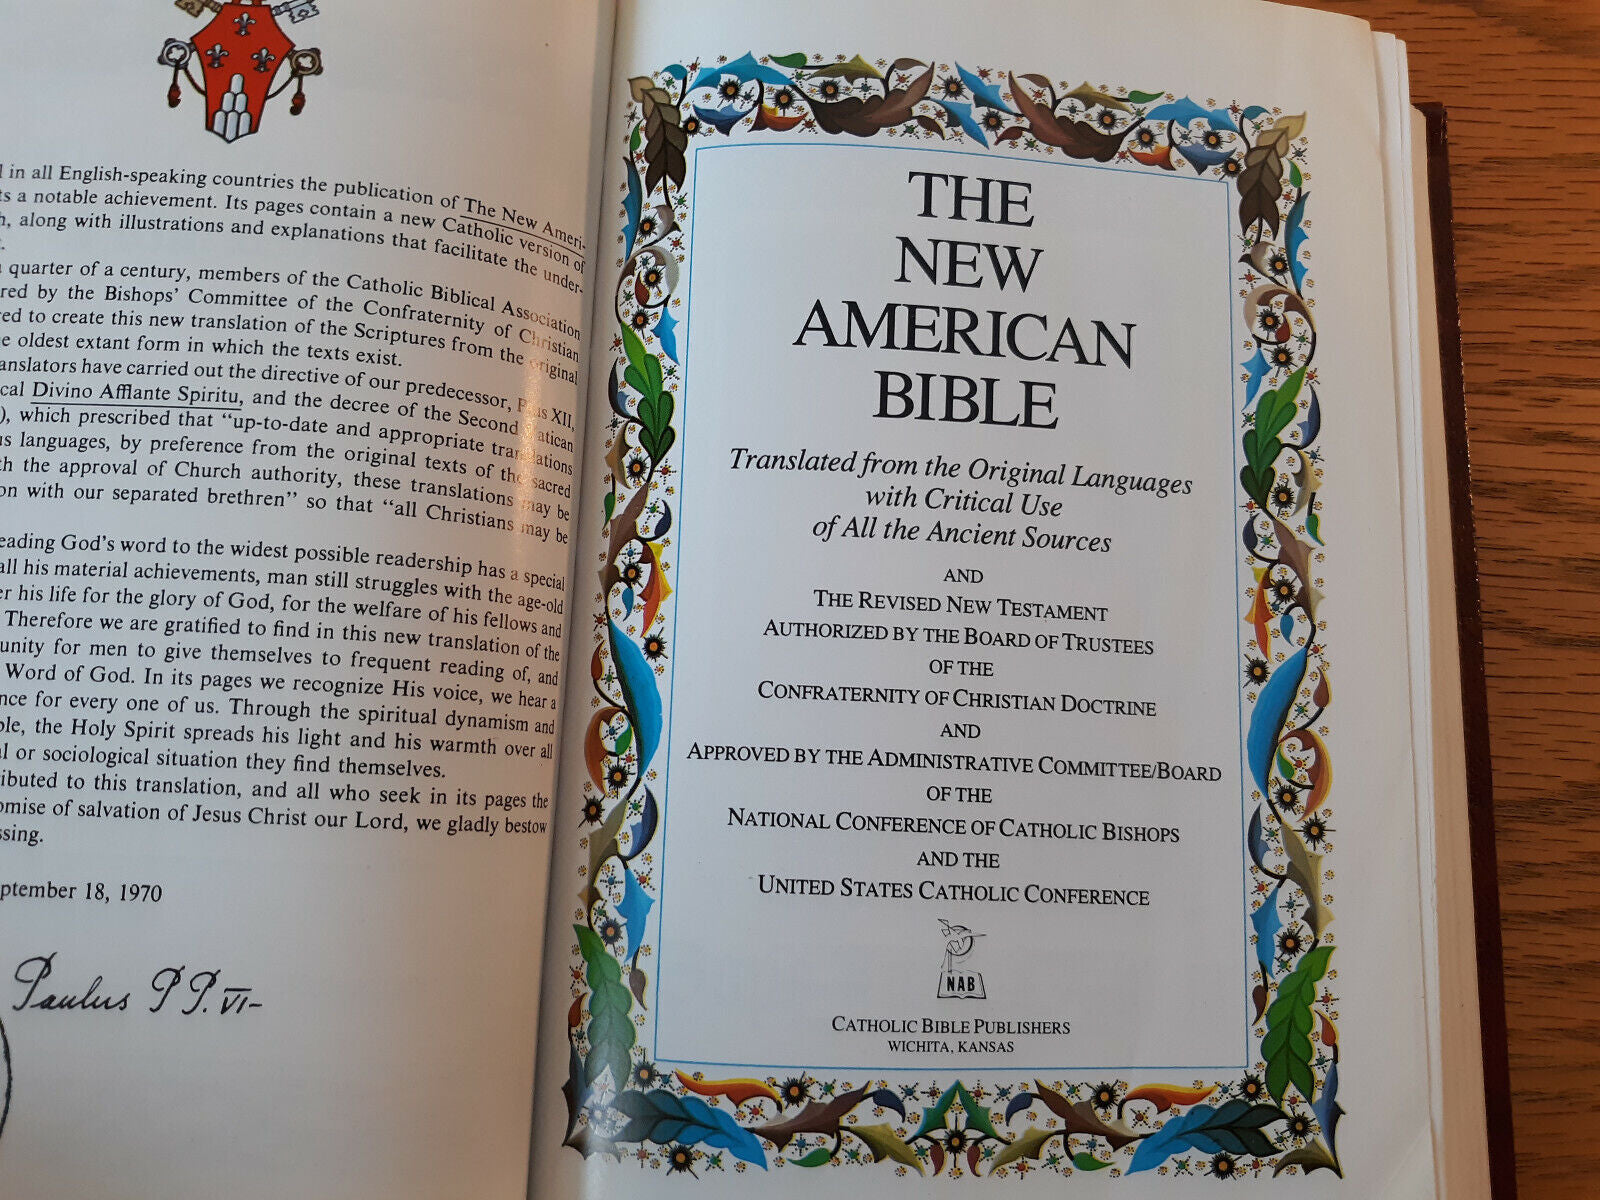 in all English-speaking countries the publication of The New Ameri-
a notable achievement. Its pages contain a new Catholic version of
along with illustrations and explanations that facilitate the under-
quarter of a century, members of the Catholic Biblical Association
by the Bishops' Committee of the Confraternity of Christian
to create this new translation of the Scriptures from the original
oldest extant form in which the texts exist.
have carried out the directive of our predecessor, Pius XII,
Divino Afflante Spiritu, and the decree of the Second Vatican
which prescribed that "up-to-date and appropriate translations
languages, by preference from the original texts of the sacred
the approval of Church authority, these translations may be
with our separated brethren" so that "all Christians may be
God's word to the widest possible readership has a special
all his material achievements, man still struggles with the age-old
his life for the glory of God, for the welfare of his fellows and
Therefore we are gratified to find in this new translation of the
for men to give themselves to frequent reading of, and
Word of God. In its pages we recognize His voice, we hear a
for every one of us. Through the spiritual dynamism and
the Holy Spirit spreads his light and his warmth over all
or sociological situation they find themselves.
to this translation, and all who seek in its pages the
of salvation of Jesus Christ our Lord, we gladly bestow
18, 1970
Paulus P P. VI-
THE
NEW
AMERICAN
BIBLE
Translated from the Original Languages
with Critical Use
of All the Ancient Sources
AND
THE REVISED NEW TESTAMENT
AUTHORIZED BY THE BOARD OF TRUSTEES
OF THE
CONFRATERNITY OF CHRISTIAN DOCTRINE
AND
APPROVED BY THE ADMINISTRATIVE COMMITTEE/BOARD
OF THE
NATIONAL CONFERENCE OF CATHOLIC BISHOPS
AND THE
UNITED STATES CATHOLIC CONFERENCE
NAB
CATHOLIC BIBLE PUBLISHERS
WICHITA, KANSAS